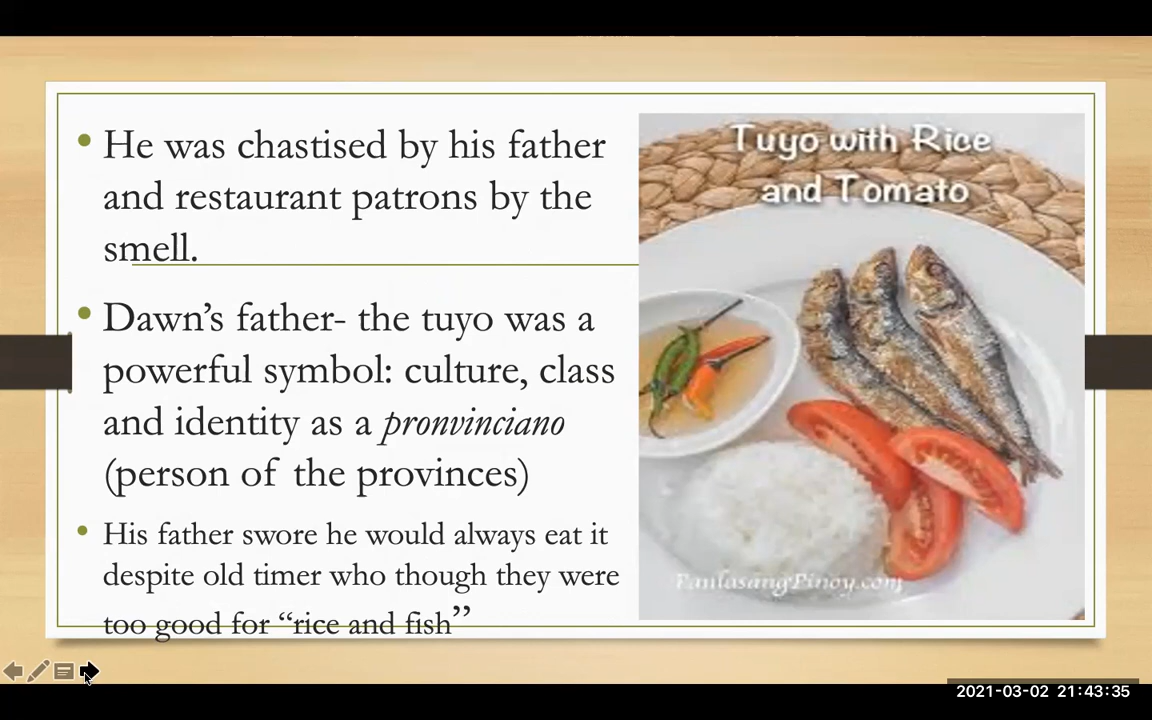 • He was chastised by his father
and restaurant patrons by the
smell.
• Dawn’s father- the tuyo was a
powerful symbol: culture, class
and identity as a pronvinciano
(person of the provinces)
• His father swore he would always eat it
despite old timer who though they were
too good for “rice and fish”
Tuyo with Rice
and Tomato
PanlasangPinoy.com
2021-03-02 21:43:35